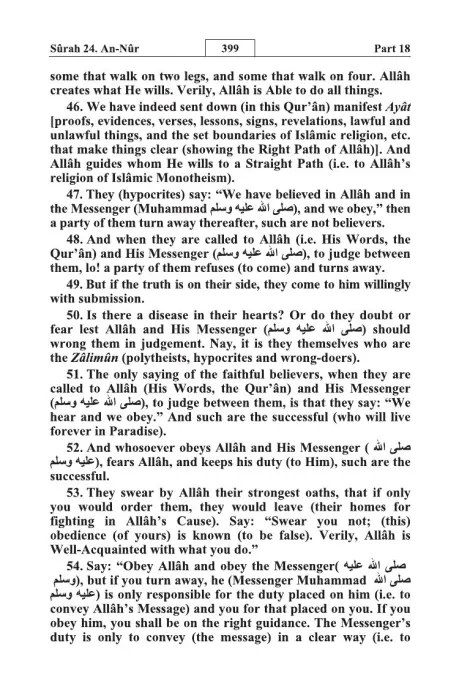 Sûrah 24. An-Nûr 399 Part 18
some that walk on two legs, and some that walk on four. Allâh
creates what He wills. Verily, Allâh is Able to do all things.
46. We have indeed sent down (in this Qur’ân) manifest Ayât
[proofs, evidences, verses, lessons, signs, revelations, lawful and
unlawful things, and the set boundaries of Islâmic religion, etc.
that make things clear (showing the Right Path of Allâh)]. And
Allâh guides whom He wills to a Straight Path (i.e. to Allâh’s
religion of Islâmic Monotheism).
47. They (hypocrites) say: “We have believed in Allâh and in
the Messenger (Muhammad صلى الله عليه وسلم), and we obey,” then
a party of them turn away thereafter, such are not believers.
48. And when they are called to Allâh (i.e. His Words, the
Qur’ân) and His Messenger (صلى الله عليه وسلم), to judge between
them, lo! a party of them refuses (to come) and turns away.
49. But if the truth is on their side, they come to him willingly
with submission.
50. Is there a disease in their hearts? Or do they doubt or
fear lest Allâh and His Messenger (صلى الله عليه وسلم) should
wrong them in judgement. Nay, it is they themselves who are
the Zâlimûn (polytheists, hypocrites and wrong-doers).
51. The only saying of the faithful believers, when they are
called to Allâh (His Words, the Qur’ân) and His Messenger
(صلى الله عليه وسلم), to judge between them, is that they say: “We
hear and we obey.” And such are the successful (who will live
forever in Paradise).
52. And whosoever obeys Allâh and His Messenger ( صلى الله
عليه وسلم), fears Allâh, and keeps his duty (to Him), such are the
successful.
53. They swear by Allâh their strongest oaths, that if only
you would order them, they would leave (their homes for
fighting in Allâh’s Cause). Say: “Swear you not; (this)
obedience (of yours) is known (to be false). Verily, Allâh is
Well-Acquainted with what you do.”
54. Say: “Obey Allâh and obey the Messenger( صلى الله عليه
وسلم), but if you turn away, he (Messenger Muhammad صلى الله
عليه وسلم) is only responsible for the duty placed on him (i.e. to
convey Allâh’s Message) and you for that placed on you. If you
obey him, you shall be on the right guidance. The Messenger’s
duty is only to convey (the message) in a clear way (i.e. to